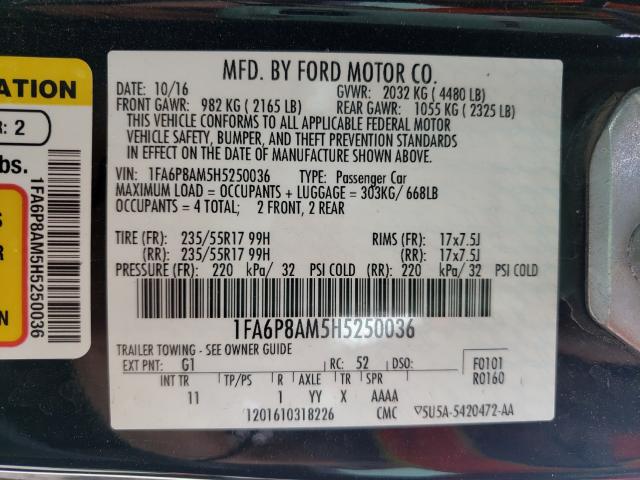 ATION
R: 2
bs.
1FA6P8AM5H5250036
N
MFD. BY FORD MOTOR CO.
DATE: 10/16 GVWR: 2032 KG ( 4480 LB)
FRONT GAWR: 982 KG ( 2165 LB) REAR GAWR: 1055 KG ( 2325 LB)
THIS VEHICLE CONFORMS TO ALL APPLICABLE FEDERAL MOTOR
VEHICLE SAFETY, BUMPER, AND THEFT PREVENTION STANDARDS
IN EFFECT ON THE DATE OF MANUFACTURE SHOWN ABOVE.
VIN: 1FA6P8AM5H5250036 TYPE: Passenger Car
MAXIMUM LOAD = OCCUPANTS + LUGGAGE = 303KG/ 668LB
OCCUPANTS = 4 TOTAL; 2 FRONT, 2 REAR
TIRE (FR): 235/55R17 99H RIMS (FR): 17x7.5J
(RR): 235/55R17 99H (RR): 17x7.5J
PRESSURE (FR): 220 kPa/ 32 PSI COLD (RR): 220 kPa/ 32 PSI COLD
1FA6P8AM5H5250036
TRAILER TOWING - SEE OWNER GUIDE
EXT PNT: G1 RC: 52 DSO: F0101
R0160
INT TR TP/PS R AXLE TR SPR
11 1 YY X AAAA
1201610318226 CMC 5U5A-5420472-AA